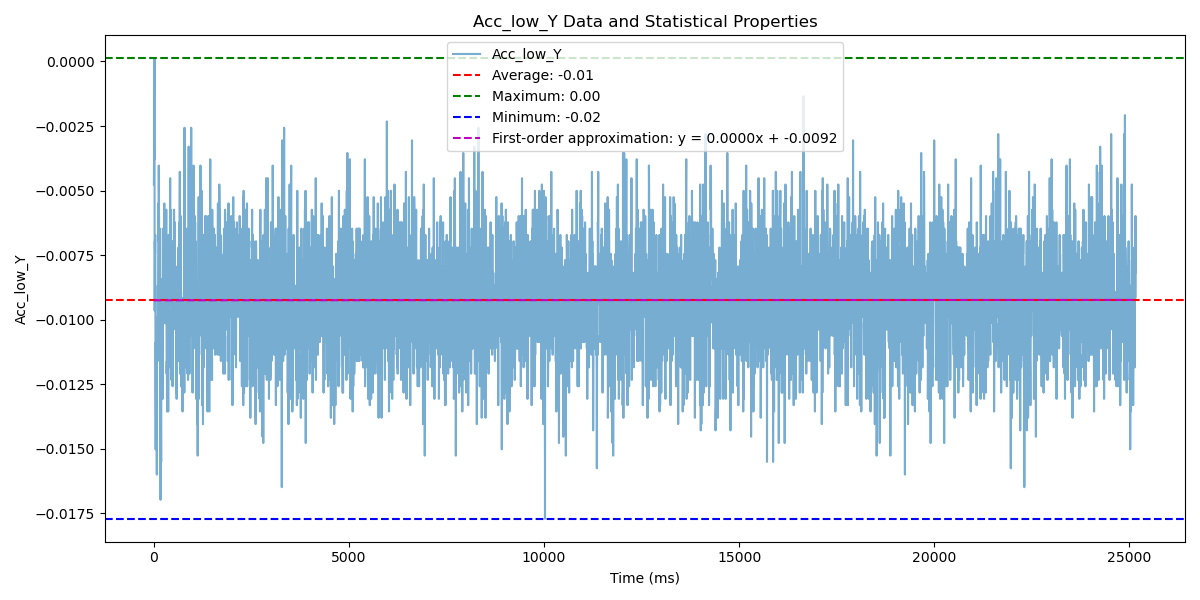 Acc_low_Y Data and Statistical Properties
Acc_low_Y
Average: -0.01
Maximum: 0.00
Minimum: -0.02
First-order approximation: y = 0.0000x + -0.0092
0.0000
−0.0025
−0.0050
−0.0075
−0.0100
−0.0125
−0.0150
−0.0175
Acc_low_Y
0 5000 10000 15000 20000 25000
Time (ms)